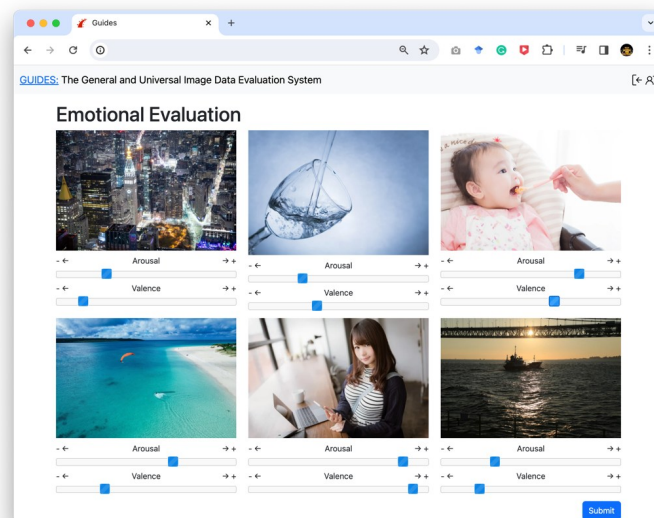 Guides
GUIDES: The General and Universal Image Data Evaluation System
Emotional Evaluation
a nice d
- ← Arousal → +
- ← Valence → +
- ← Arousal → +
- ← Valence → +
- ← Arousal → +
- ← Valence → +
- ← Arousal → +
- ← Valence → +
- ← Arousal → +
- ← Valence → +
- ← Arousal → +
- ← Valence → +
Submit